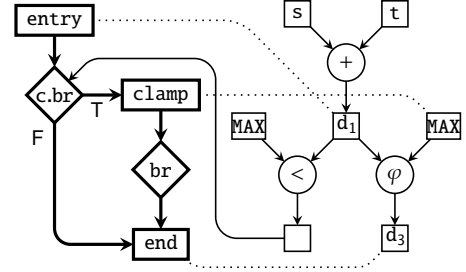 entry
s
t
+
c.br
T
clamp
F
MAX
d₁
MAX
br
<
φ
end
d₃